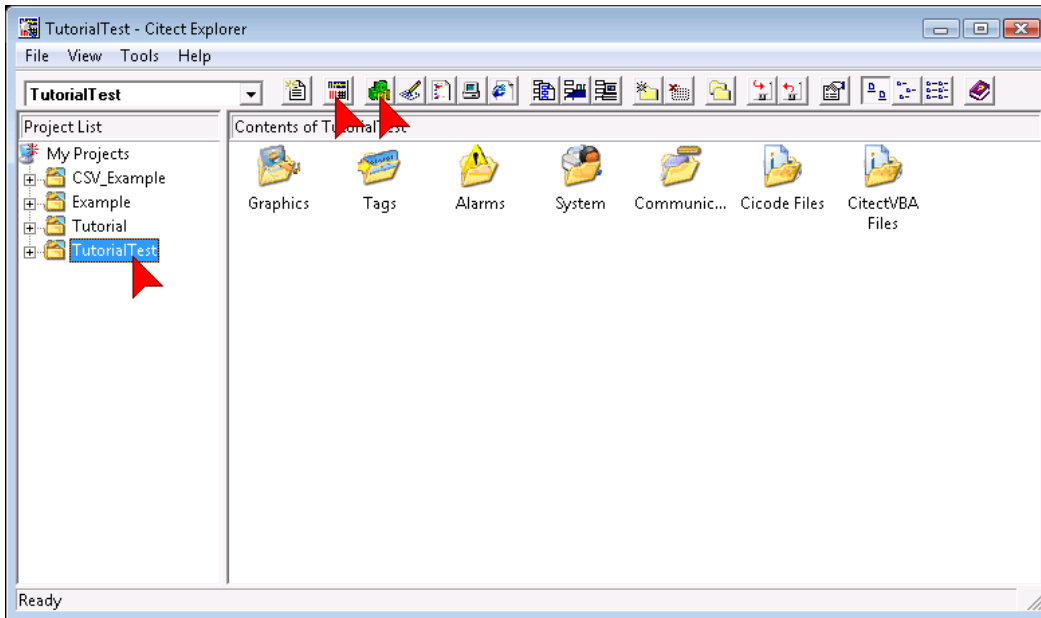 TutorialTest - Citect Explorer
File View Tools Help
TutorialTest
Project List
Contents of TutorialTest
My Projects
CSV_Example
Example
Tutorial
TutorialTest
Graphics Tags Alarms System Communic... Cicode Files CitectVBA
Files
Ready